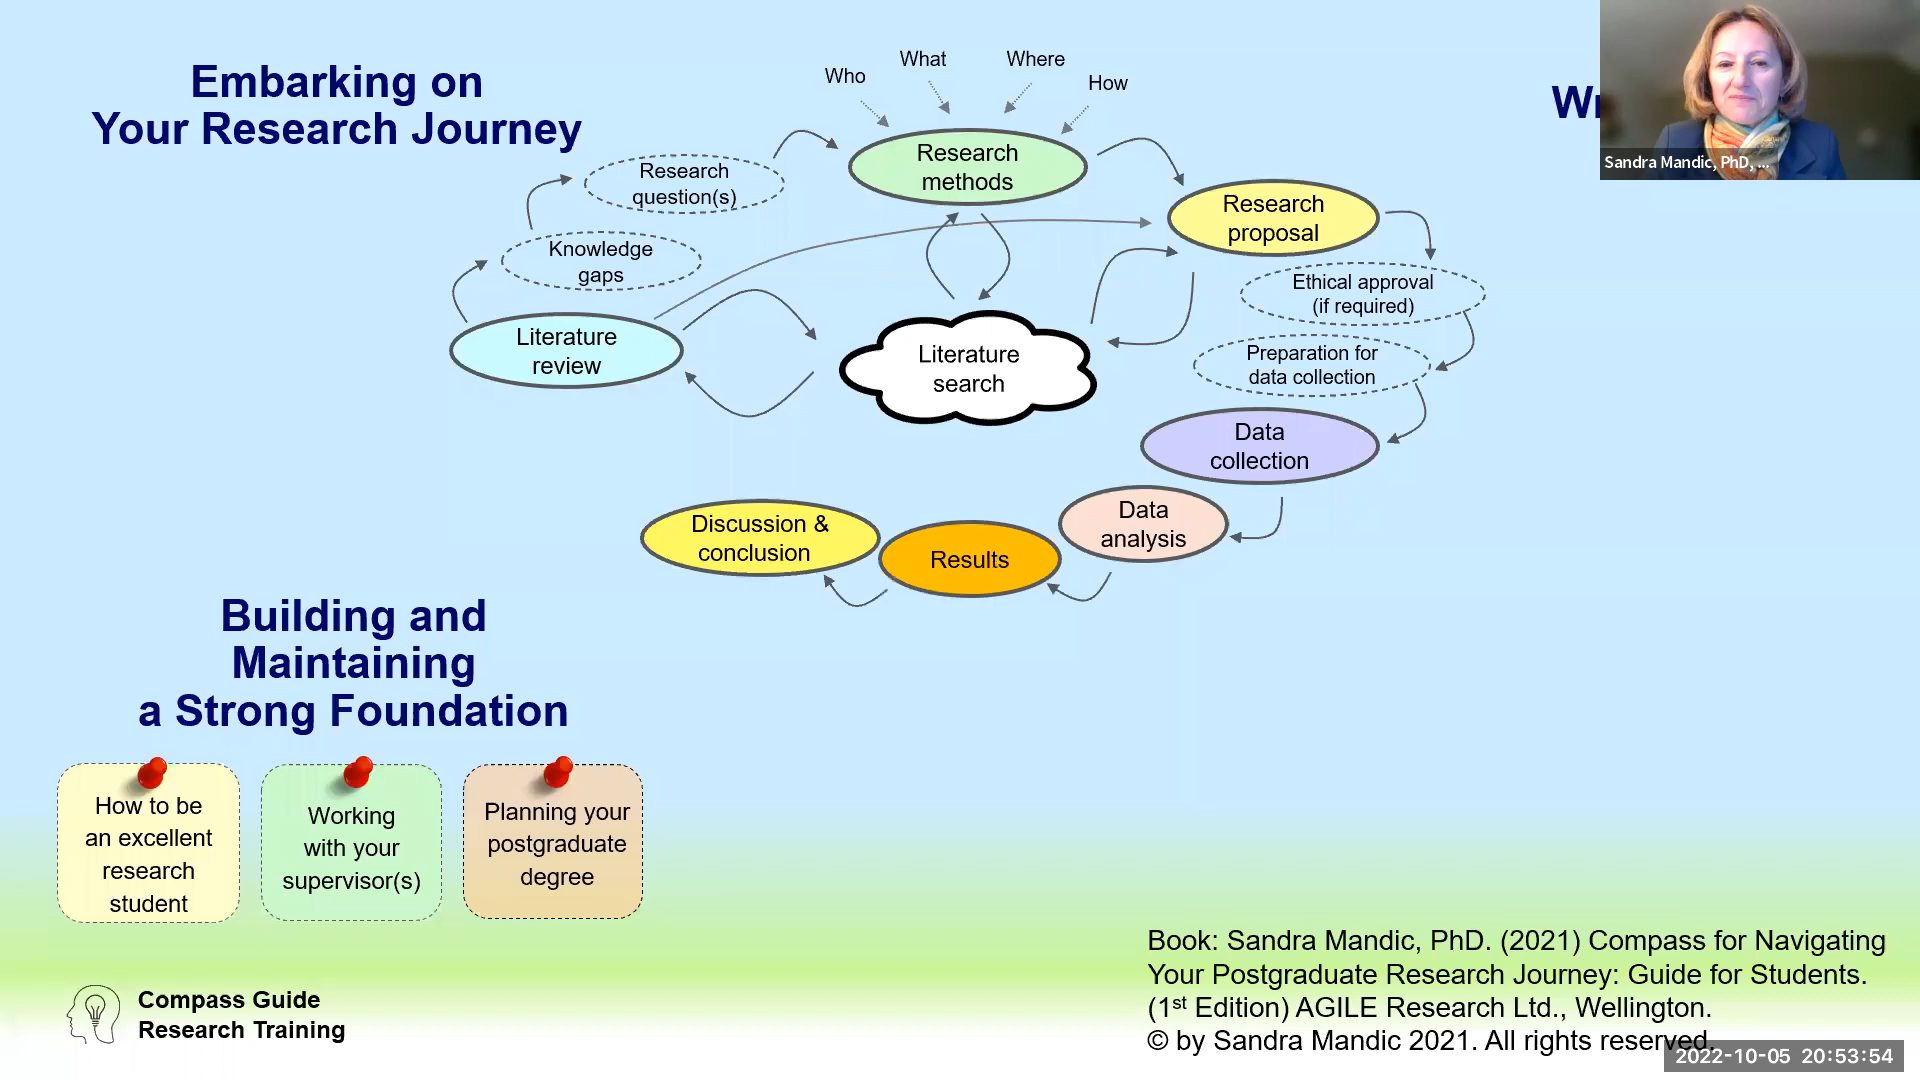 Embarking on
Your Research Journey
Who
What
Where
How
Research
methods
Research
question(s)
Knowledge
gaps
Literature
review
Literature
search
Research
proposal
Ethical approval
(if required)
Preparation for
data collection
Data
collection
Data
analysis
Results
Discussion &
conclusion
Sandra Mandic, PhD, ...
Building and
Maintaining
a Strong Foundation
How to be
an excellent
research
student
Working
with your
supervisor(s)
Planning your
postgraduate
degree
Compass Guide
Research Training
Book: Sandra Mandic, PhD. (2021) Compass for Navigating
Your Postgraduate Research Journey: Guide for Students.
(1st Edition) AGILE Research Ltd., Wellington.
© by Sandra Mandic 2021. All rights reserved.
2022-10-05 20:53:54